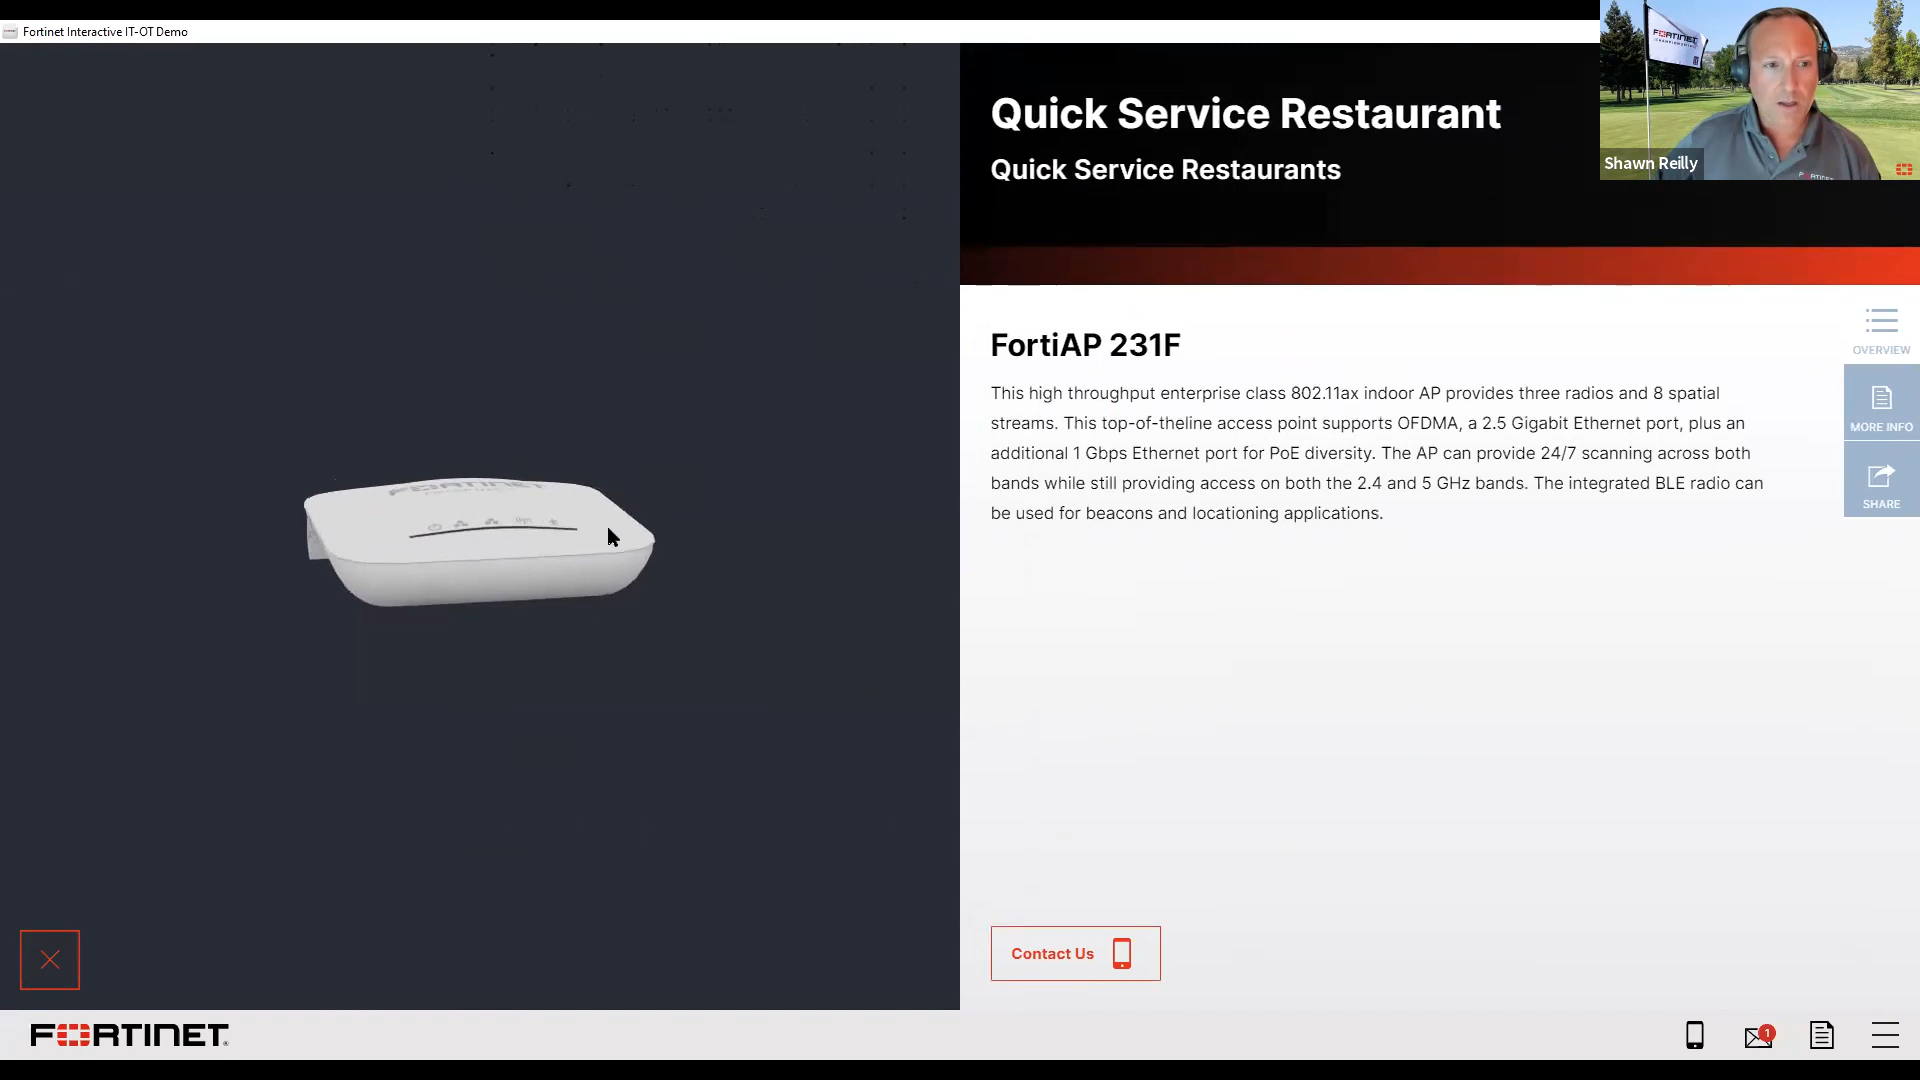 Fortinet Interactive IT-OT Demo
FORTINET
Shawn Reilly
Quick Service Restaurant
Quick Service Restaurants
FortiAP 231F
This high throughput enterprise class 802.11ax indoor AP provides three radios and 8 spatial
streams. This top-of-theline access point supports OFDMA, a 2.5 Gigabit Ethernet port, plus an
additional 1 Gbps Ethernet port for PoE diversity. The AP can provide 24/7 scanning across both
bands while still providing access on both the 2.4 and 5 GHz bands. The integrated BLE radio can
be used for beacons and locationing applications.
OVERVIEW
MORE INFO
SHARE
FORTINET
Contact Us
FORTINET
1